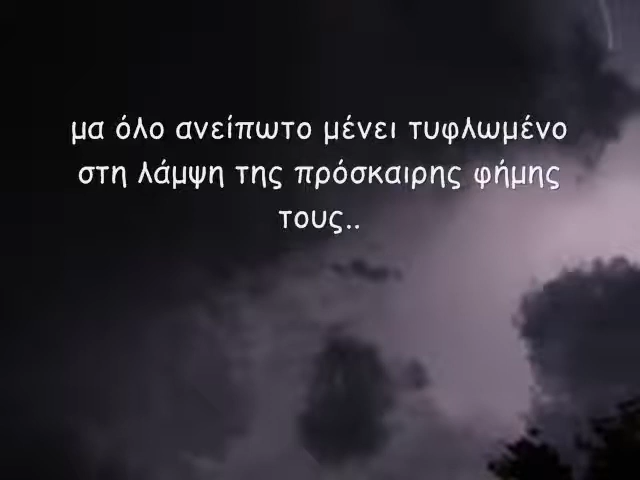 μα όλο ανείπωτο μένει τυφλωμένο
στη λάμψη της πρόσκαιρης φήμης
τους..